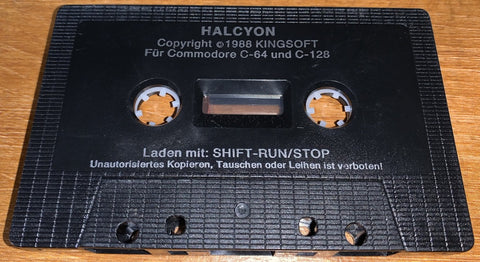 HALCYON
Copyright ©1988 KINGSOFT
Für Commodore C-64 und C-128
Laden mit: SHIFT-RUN/STOP
Unautorisiertes Kopieren, Tauschen oder Leihen ist verboten!